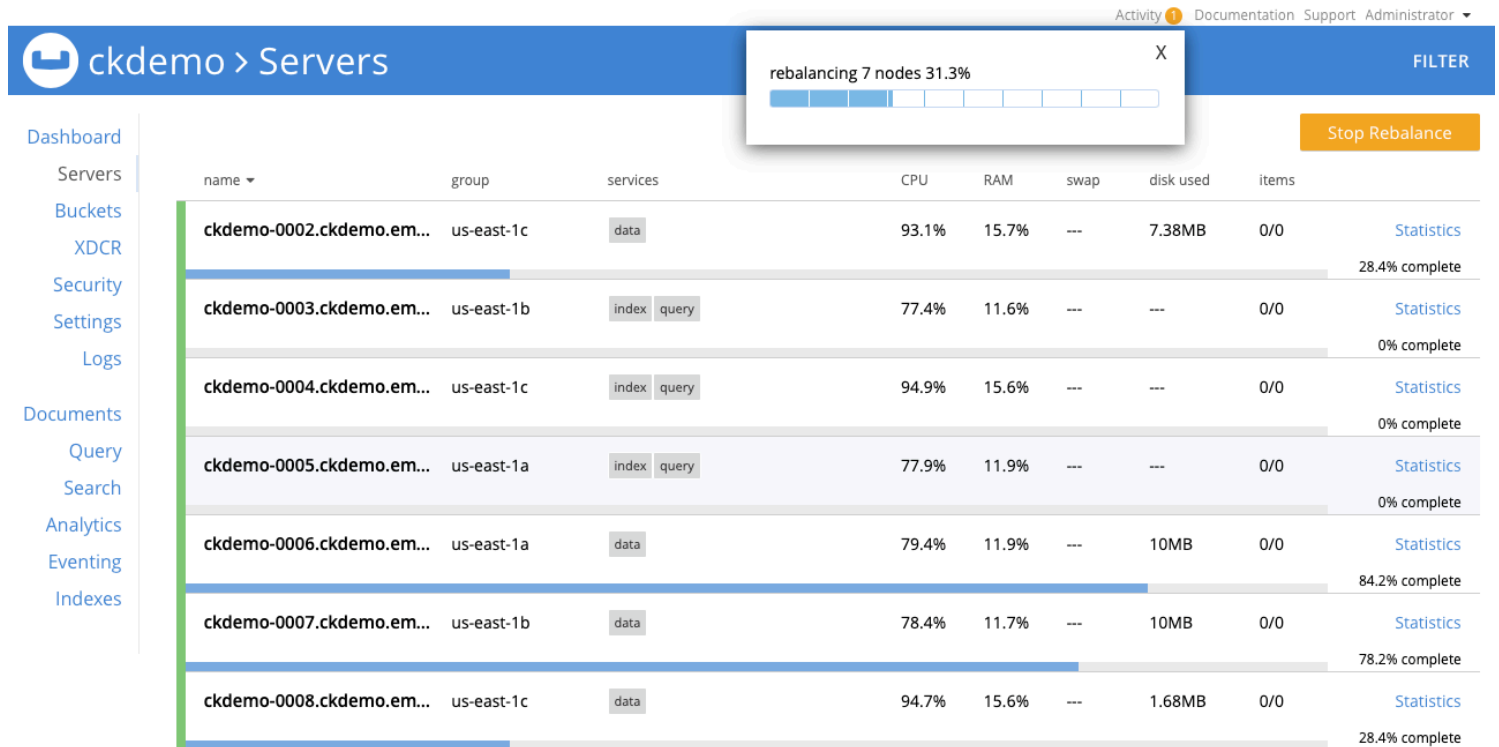 Activity 1 Documentation Support Administrator
ckdemo > Servers
X
rebalancing 7 nodes 31.3%
FILTER
Stop Rebalance
Dashboard
Servers
Buckets
XDCR
Security
Settings
Logs
Documents
Query
Search
Analytics
Eventing
Indexes
name group services CPU RAM swap disk used items
ckdemo-0002.ckdemo.em... us-east-1c data 93.1% 15.7% --- 7.38MB 0/0 Statistics
28.4% complete
ckdemo-0003.ckdemo.em... us-east-1b index query 77.4% 11.6% --- --- 0/0 Statistics
0% complete
ckdemo-0004.ckdemo.em... us-east-1c index query 94.9% 15.6% --- --- 0/0 Statistics
0% complete
ckdemo-0005.ckdemo.em... us-east-1a index query 77.9% 11.9% --- --- 0/0 Statistics
0% complete
ckdemo-0006.ckdemo.em... us-east-1a data 79.4% 11.9% --- 10MB 0/0 Statistics
84.2% complete
ckdemo-0007.ckdemo.em... us-east-1b data 78.4% 11.7% --- 10MB 0/0 Statistics
78.2% complete
ckdemo-0008.ckdemo.em... us-east-1c data 94.7% 15.6% --- 1.68MB 0/0 Statistics
28.4% complete